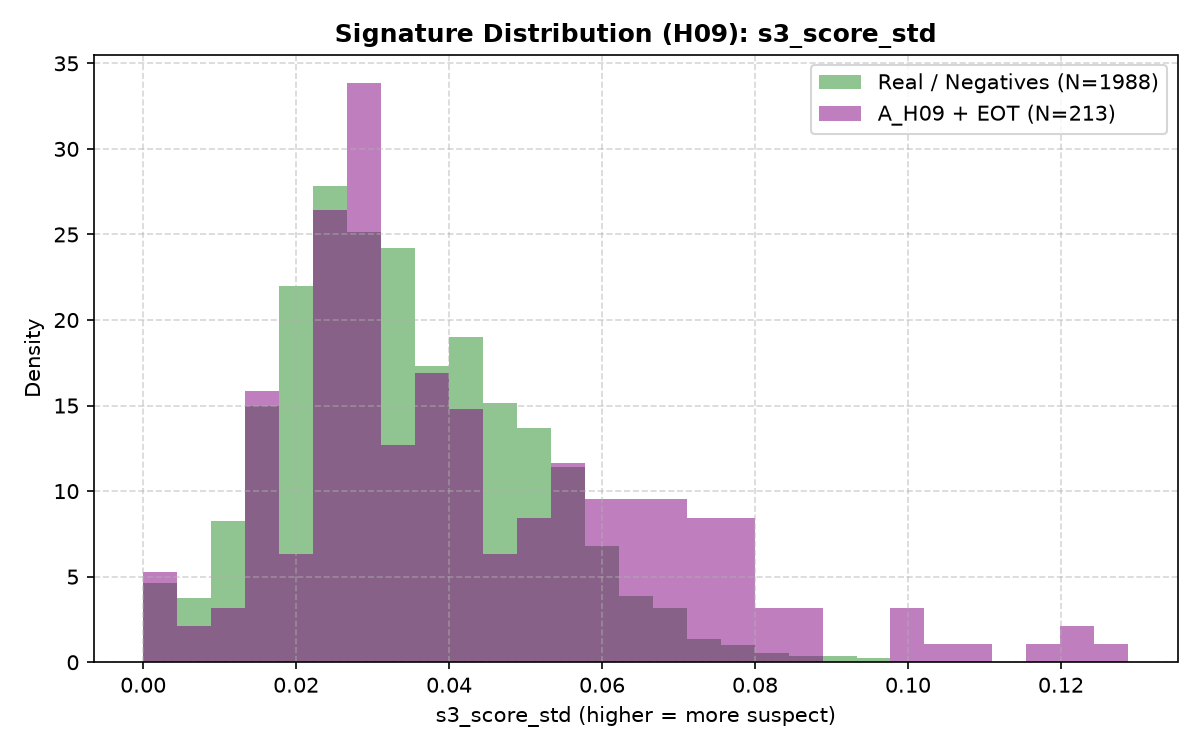 Signature Distribution (H09): s3_score_std
35
30
25
20
15
10
5
0
Density
Real / Negatives (N=1988)
A_H09 + EOT (N=213)
0.00 0.02 0.04 0.06 0.08 0.10 0.12
s3_score_std (higher = more suspect)